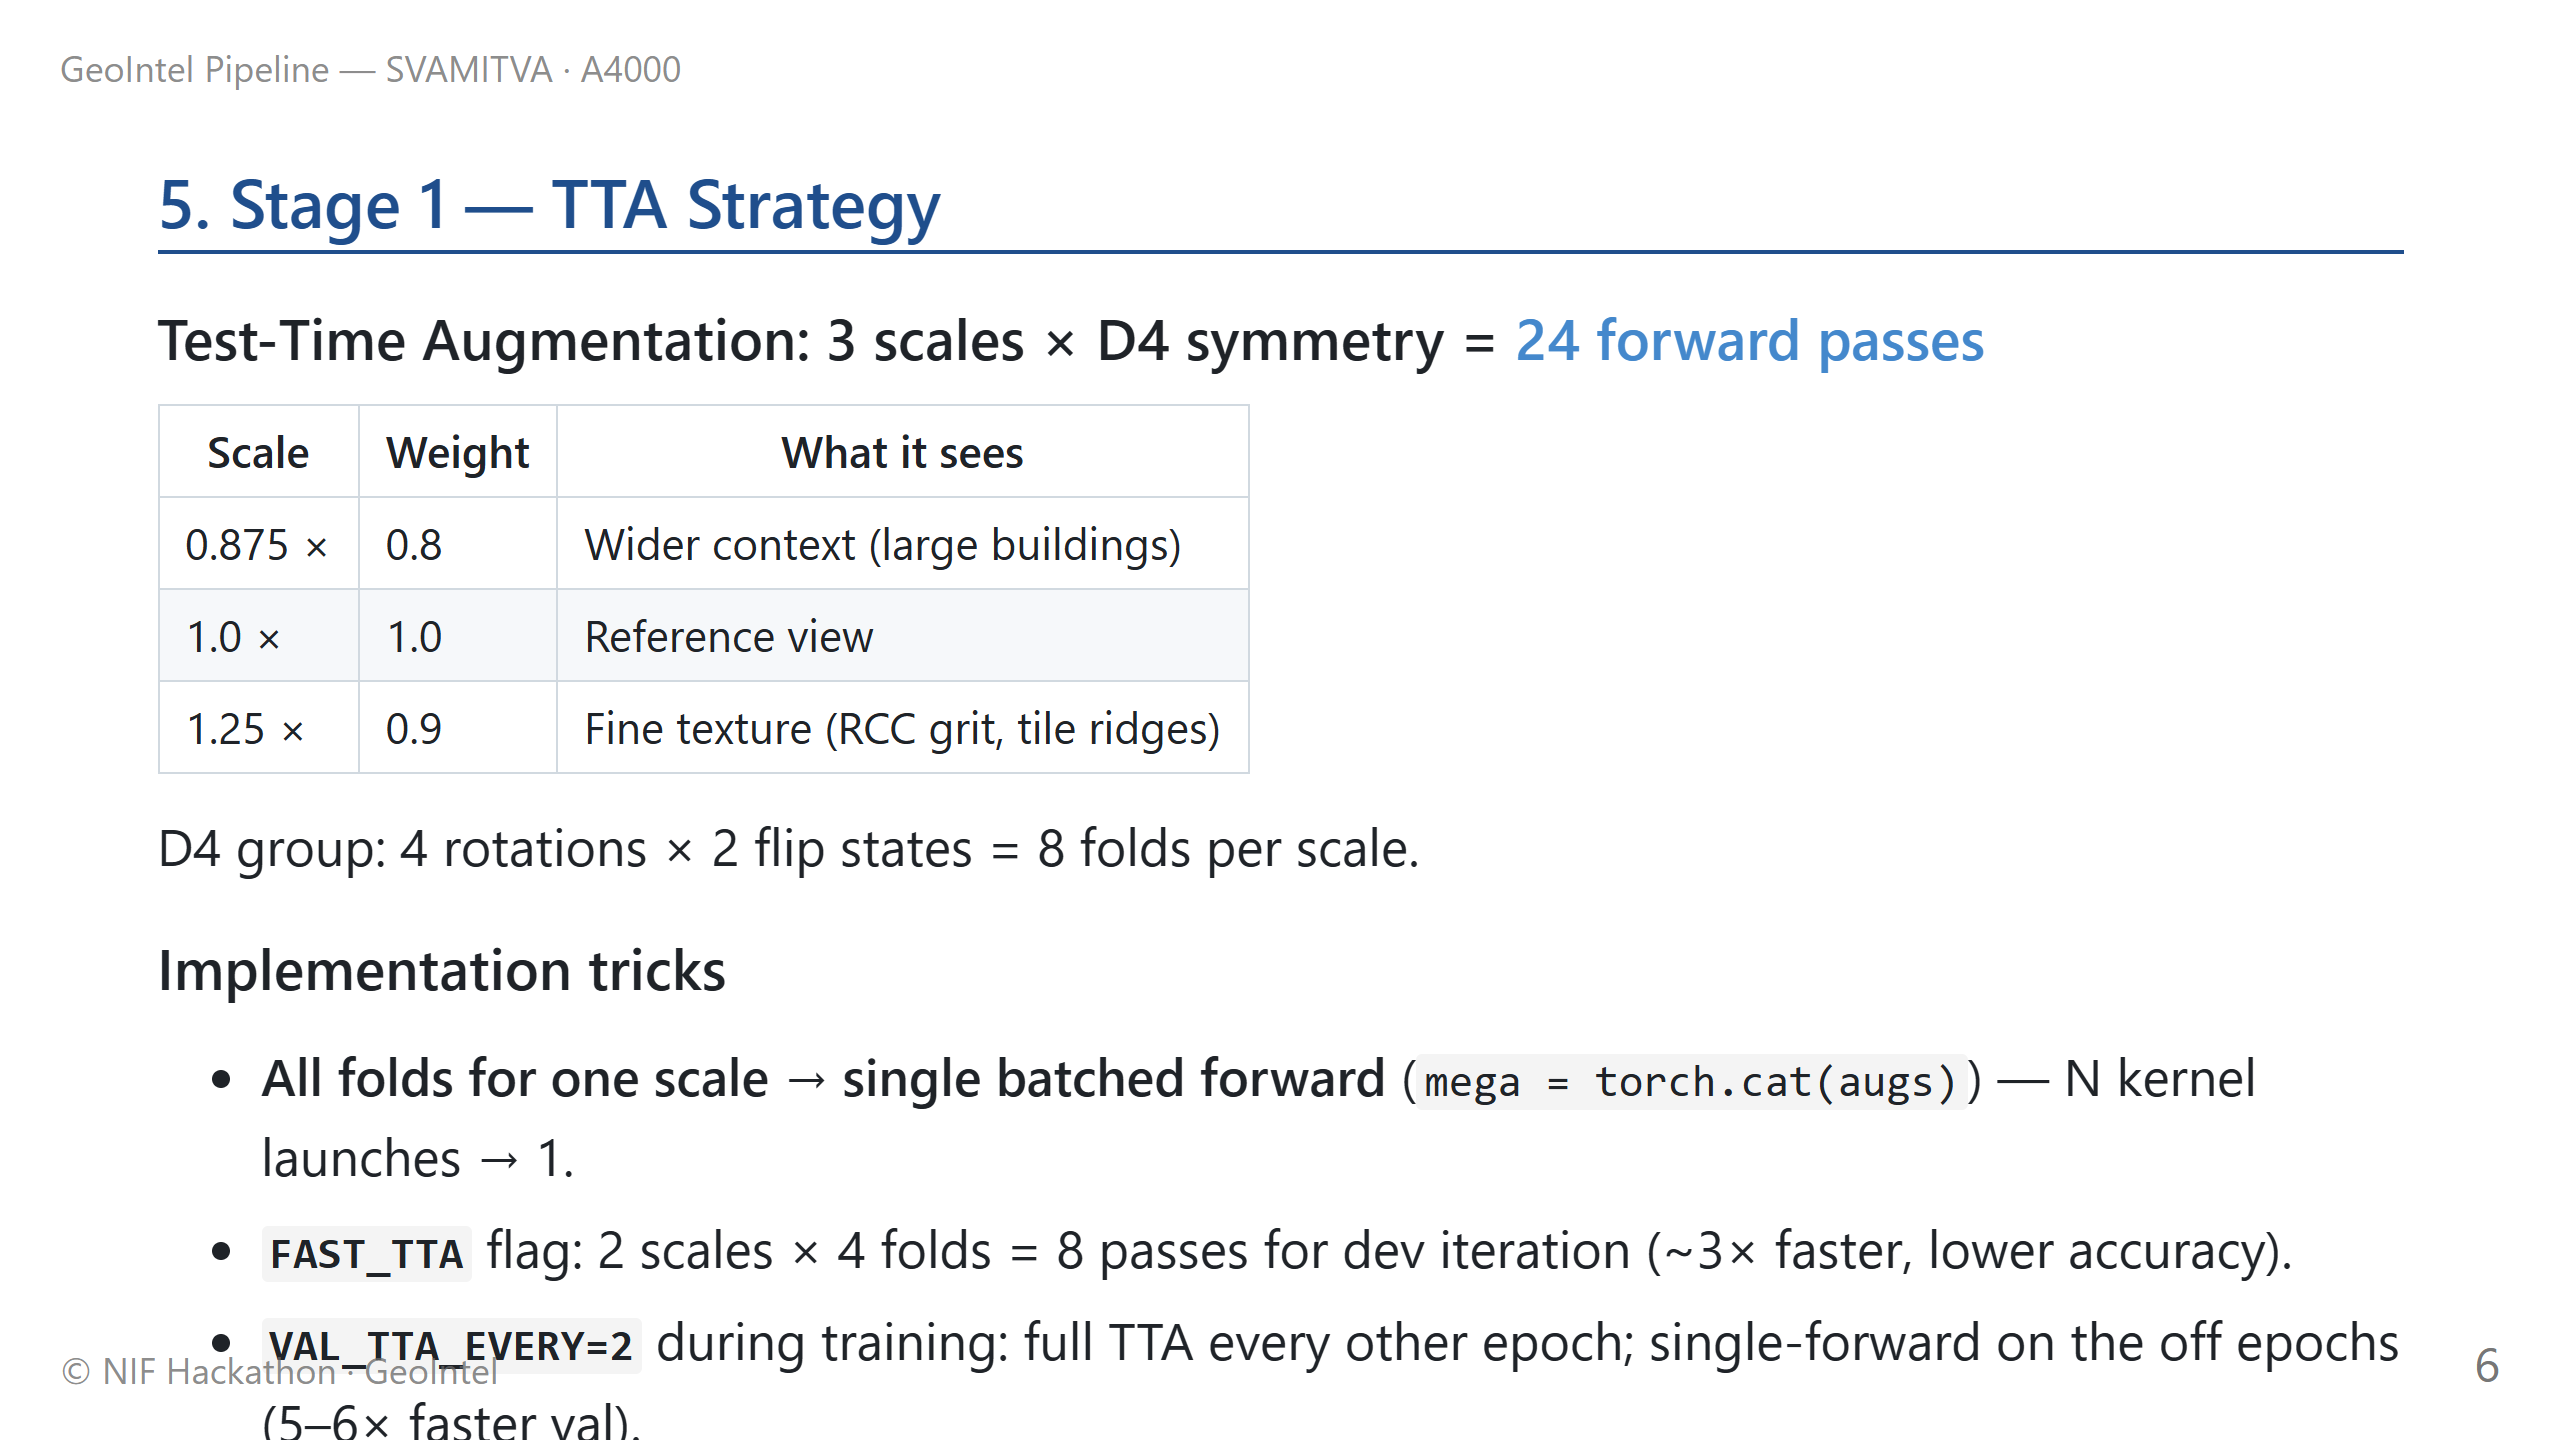 GeoIntel Pipeline — SVAMITVA · A4000
5. Stage 1 — TTA Strategy
Test-Time Augmentation: 3 scales × D4 symmetry = 24 forward passes
Scale Weight What it sees
0.875 × 0.8 Wider context (large buildings)
1.0 × 1.0 Reference view
1.25 × 0.9 Fine texture (RCC grit, tile ridges)
D4 group: 4 rotations × 2 flip states = 8 folds per scale.
Implementation tricks
• All folds for one scale → single batched forward (mega = torch.cat(augs)) — N kernel
launches → 1.
• FAST_TTA flag: 2 scales × 4 folds = 8 passes for dev iteration (~3× faster, lower accuracy).
• VAL_TTA_EVERY=2 during training: full TTA every other epoch; single-forward on the off epochs
(5–6× faster val).
© NIF Hackathon · GeoIntel
6